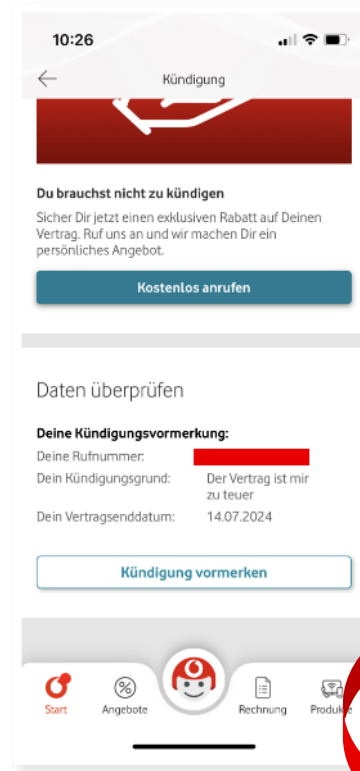 10:26
Kündigung
Du brauchst nicht zu kündigen
Sicher Dir jetzt einen exklusiven Rabatt auf Deinen
Vertrag. Ruf uns an und wir machen Dir ein
persönliches Angebot.
Kostenlos anrufen
Daten überprüfen
Deine Kündigungsvormerkung:
Deine Rufnummer:
Dein Kündigungsgrund: Der Vertrag ist mir
zu teuer
Dein Vertragsenddatum: 14.07.2024
Kündigung vormerken
Start Angebote Rechnung Produkte